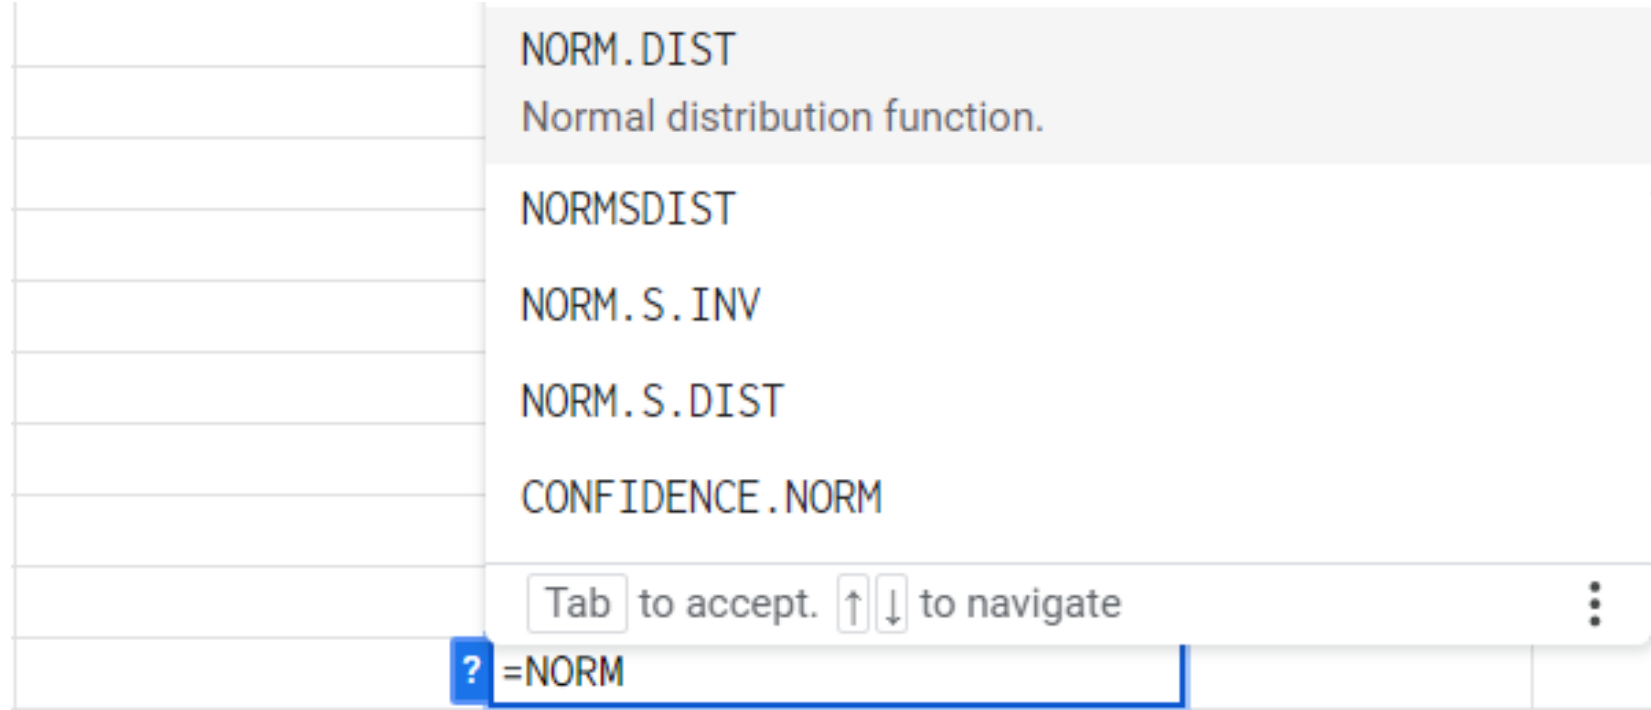 NORM.DIST
Normal distribution function.
NORMSDIST
NORM.S.INV
NORM.S.DIST
CONFIDENCE.NORM
Tab to accept. ↑ ↓ to navigate
? =NORM